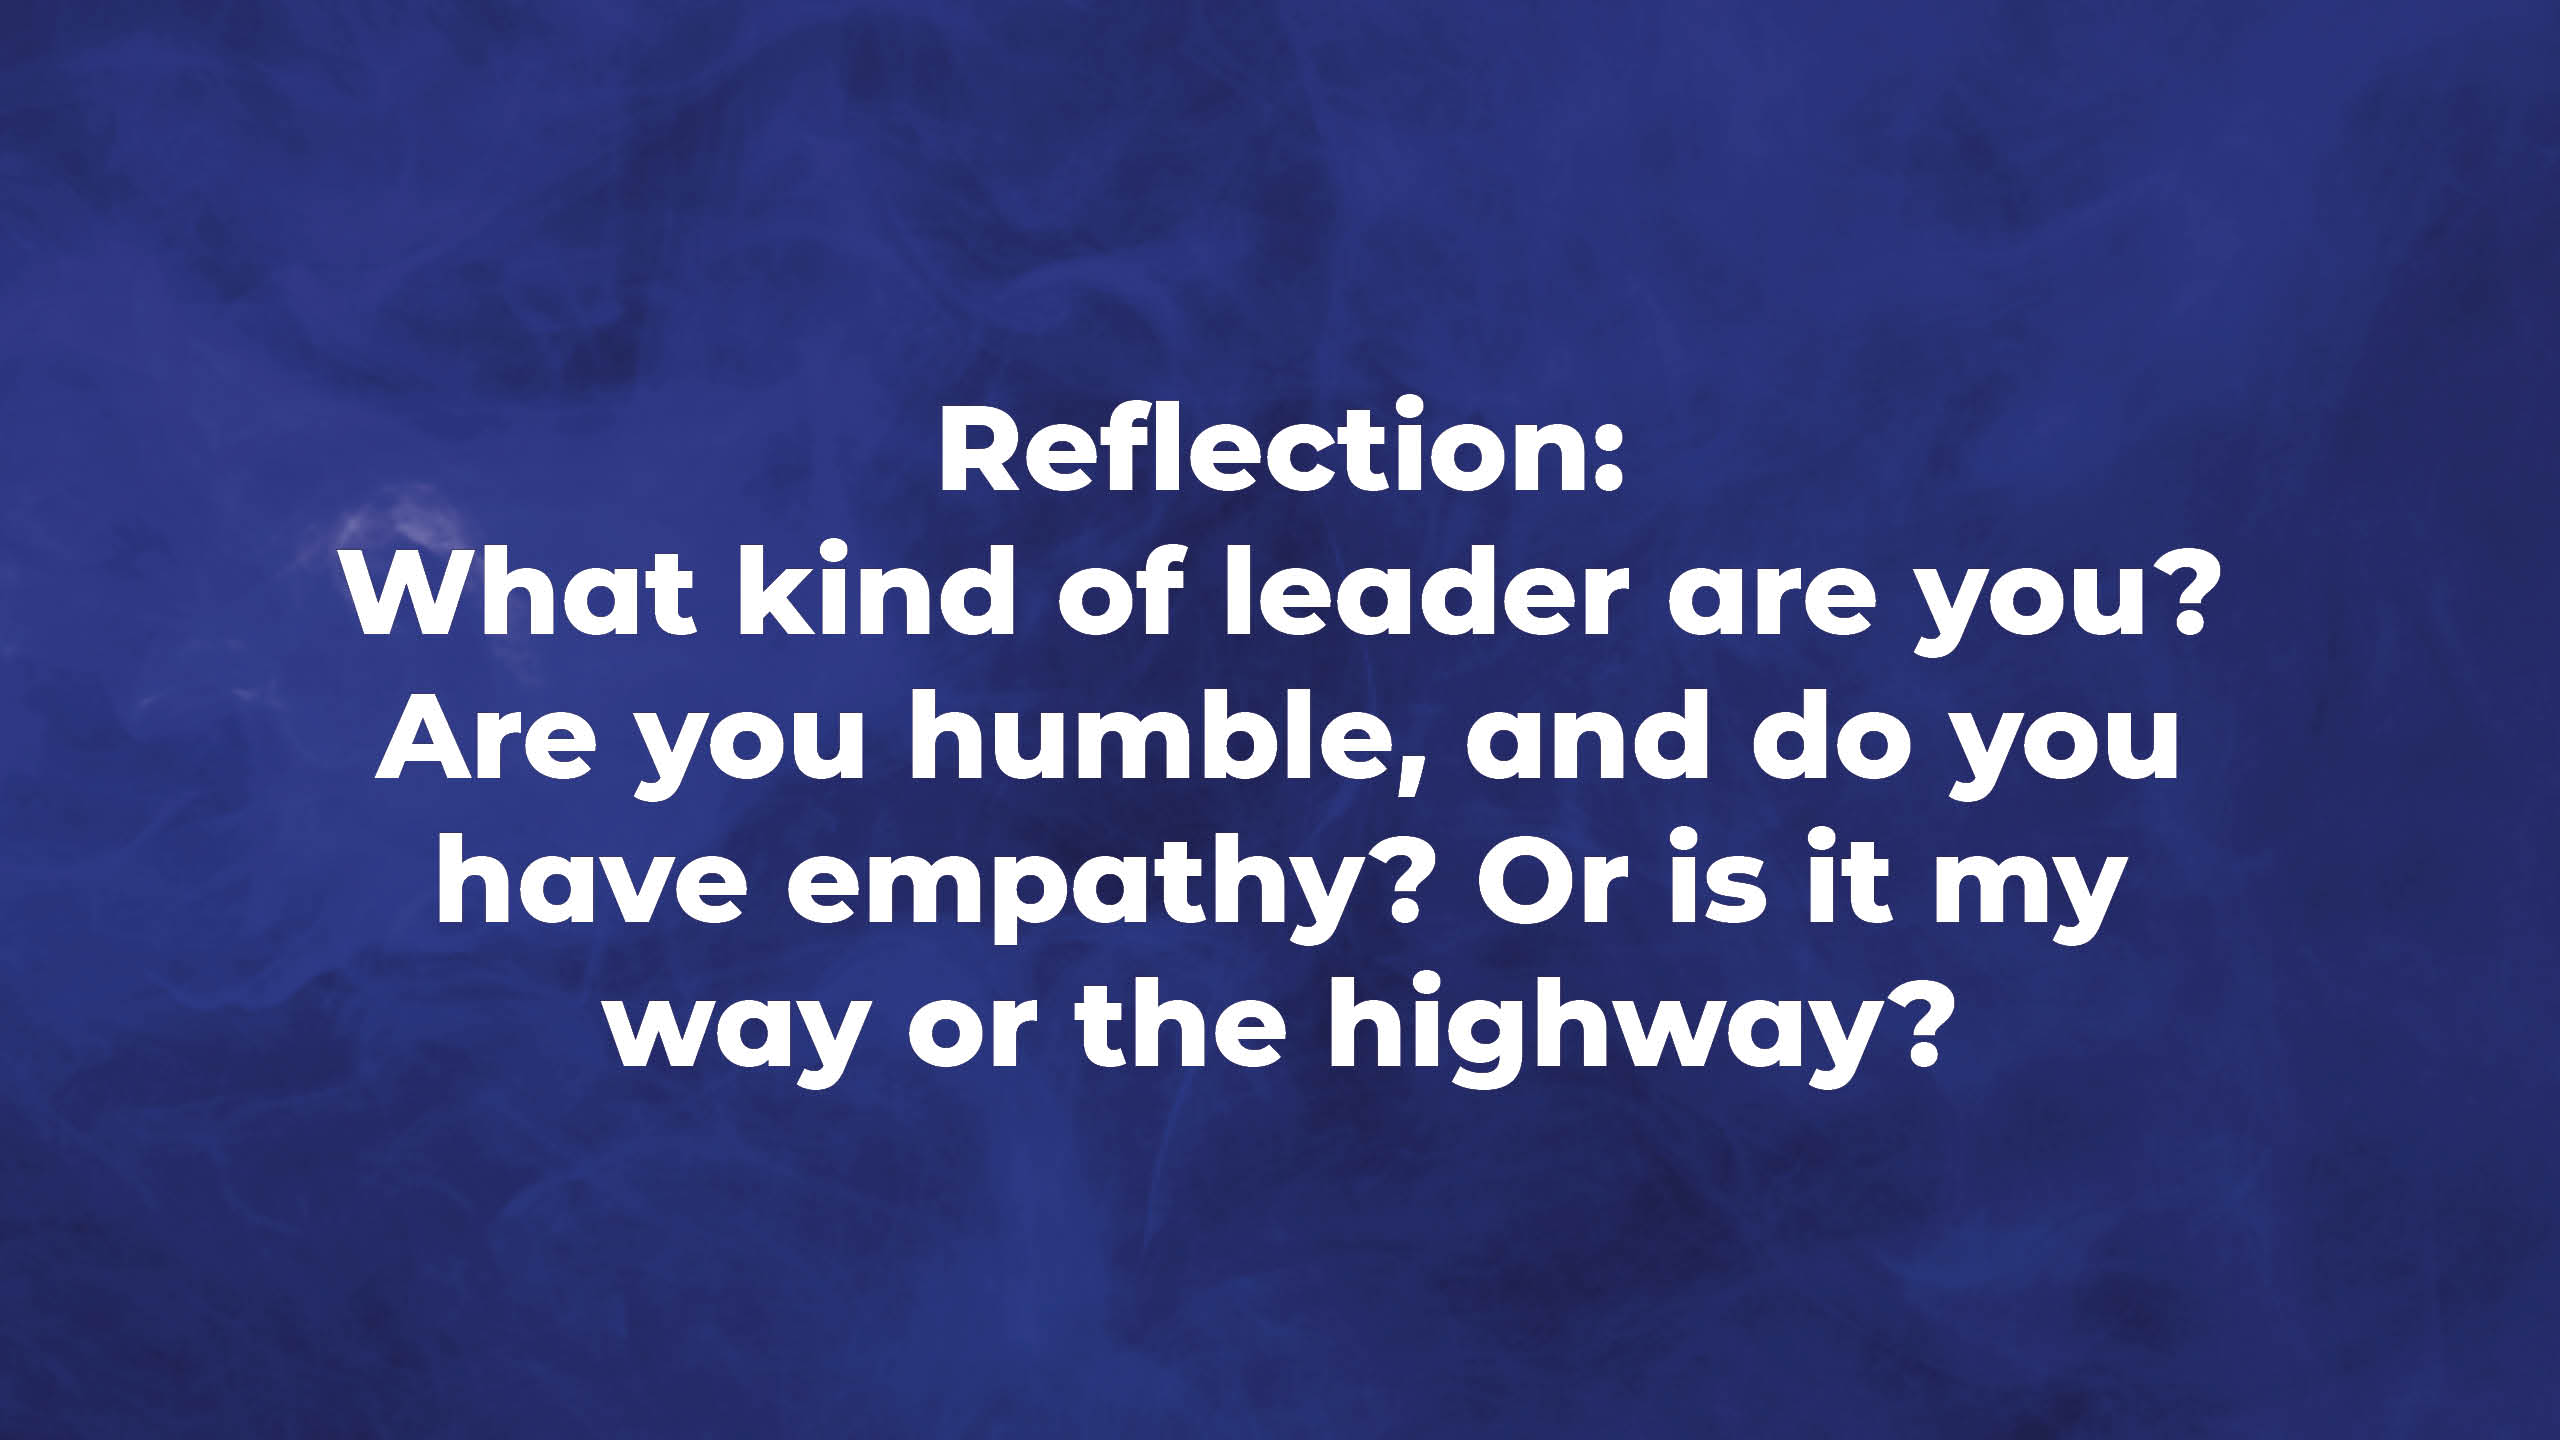 Reflection:
What kind of leader are you?
Are you humble, and do you
have empathy? Or is it my
way or the highway?